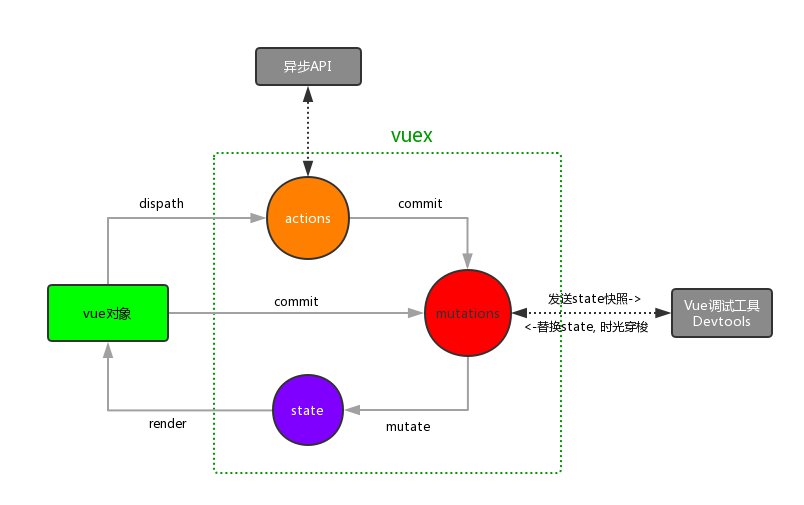 异步API
vuex
dispath
actions
commit
vue对象
commit
mutations
发送state快照->
<-替换state, 时光穿梭
Vue调试工具
Devtools
state
render
mutate